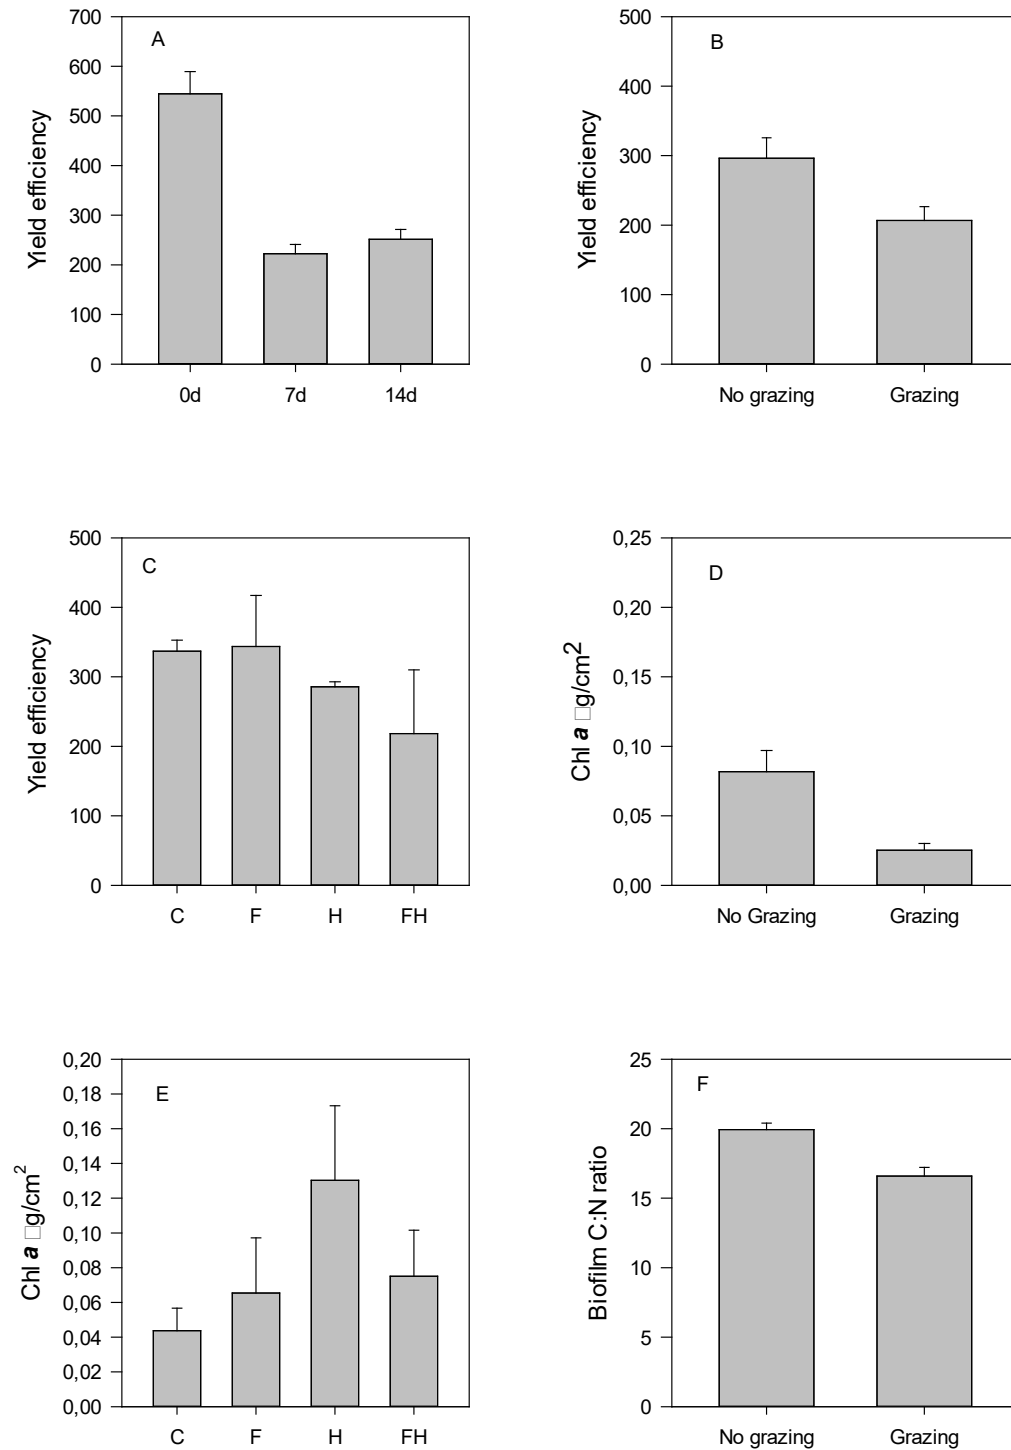 A
Yield efficiency
700
600
500
400
300
200
100
0
0d 7d 14d
B
Yield efficiency
500
400
300
200
100
0
No grazing Grazing
C
Yield efficiency
500
400
300
200
100
0
C F H FH
D
Chl a □g/cm2
0,25
0,20
0,15
0,10
0,05
0,00
No Grazing Grazing
E
Chl a □g/cm2
0,20
0,18
0,16
0,14
0,12
0,10
0,08
0,06
0,04
0,02
0,00
C F H FH
F
Biofilm C:N ratio
25
20
15
10
5
0
No grazing Grazing